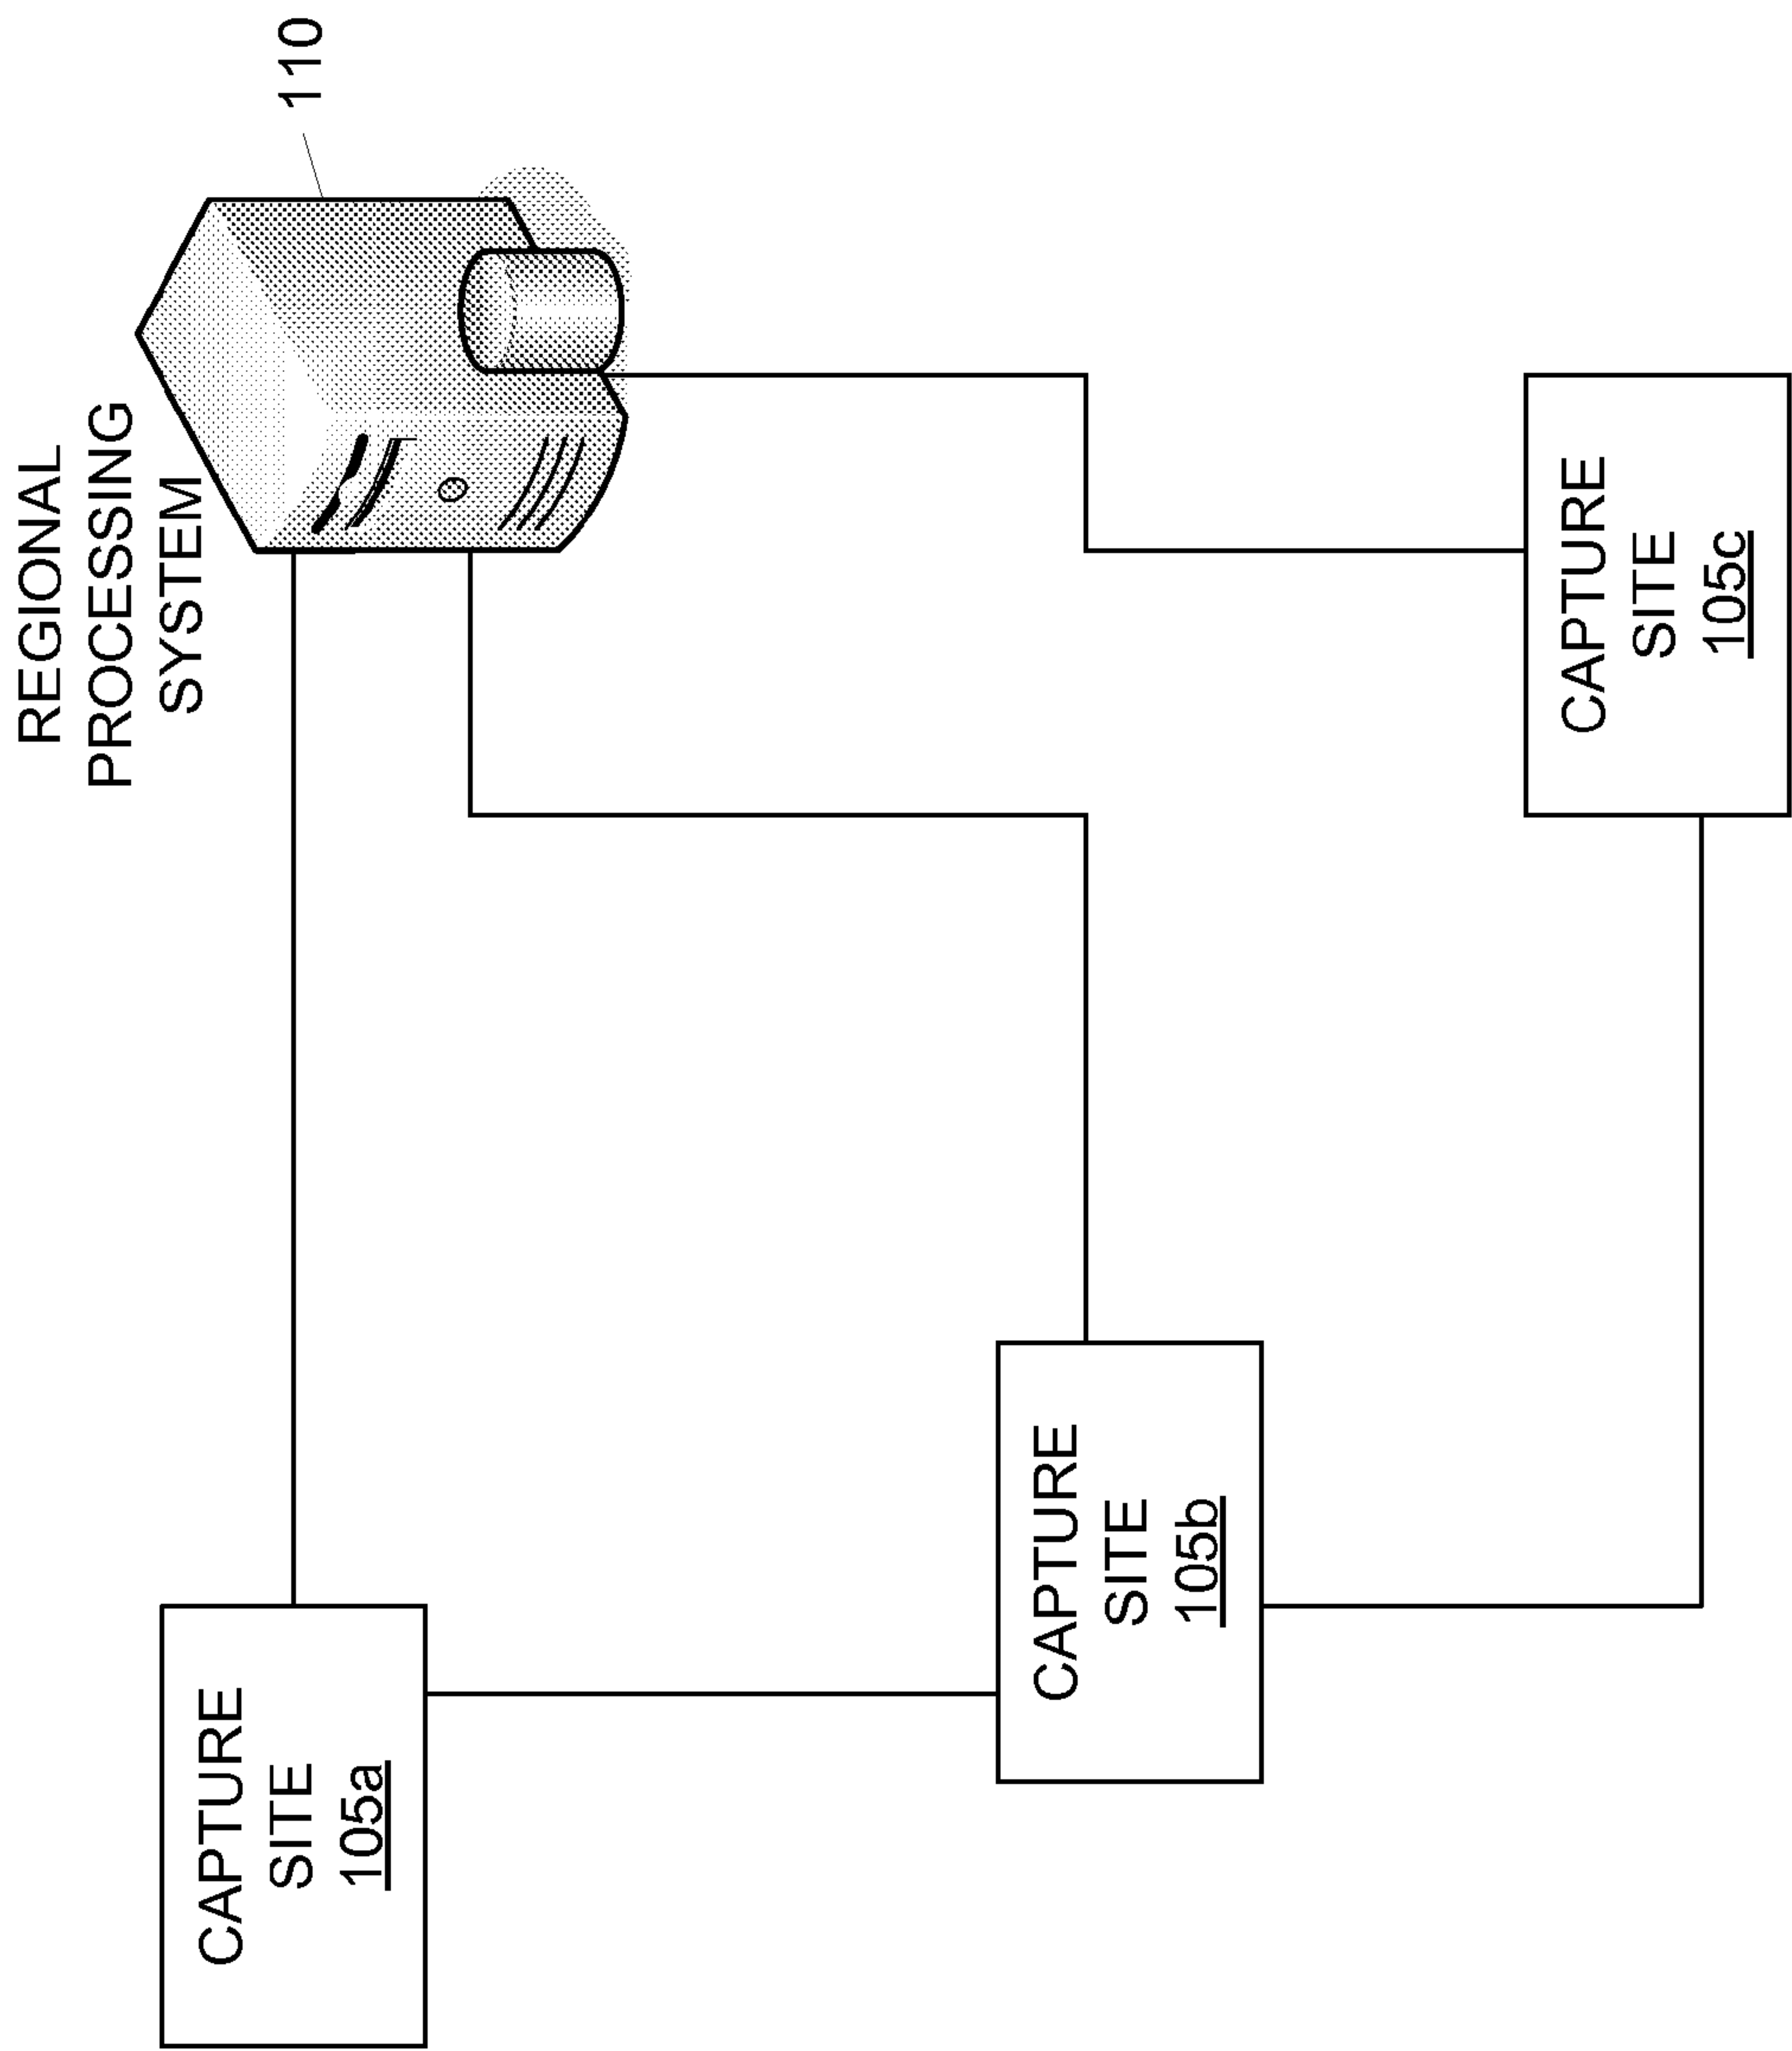 REGIONAL
PROCESSING
SYSTEM
110
CAPTURE
SITE
105a
CAPTURE
SITE
105b
CAPTURE
SITE
105c